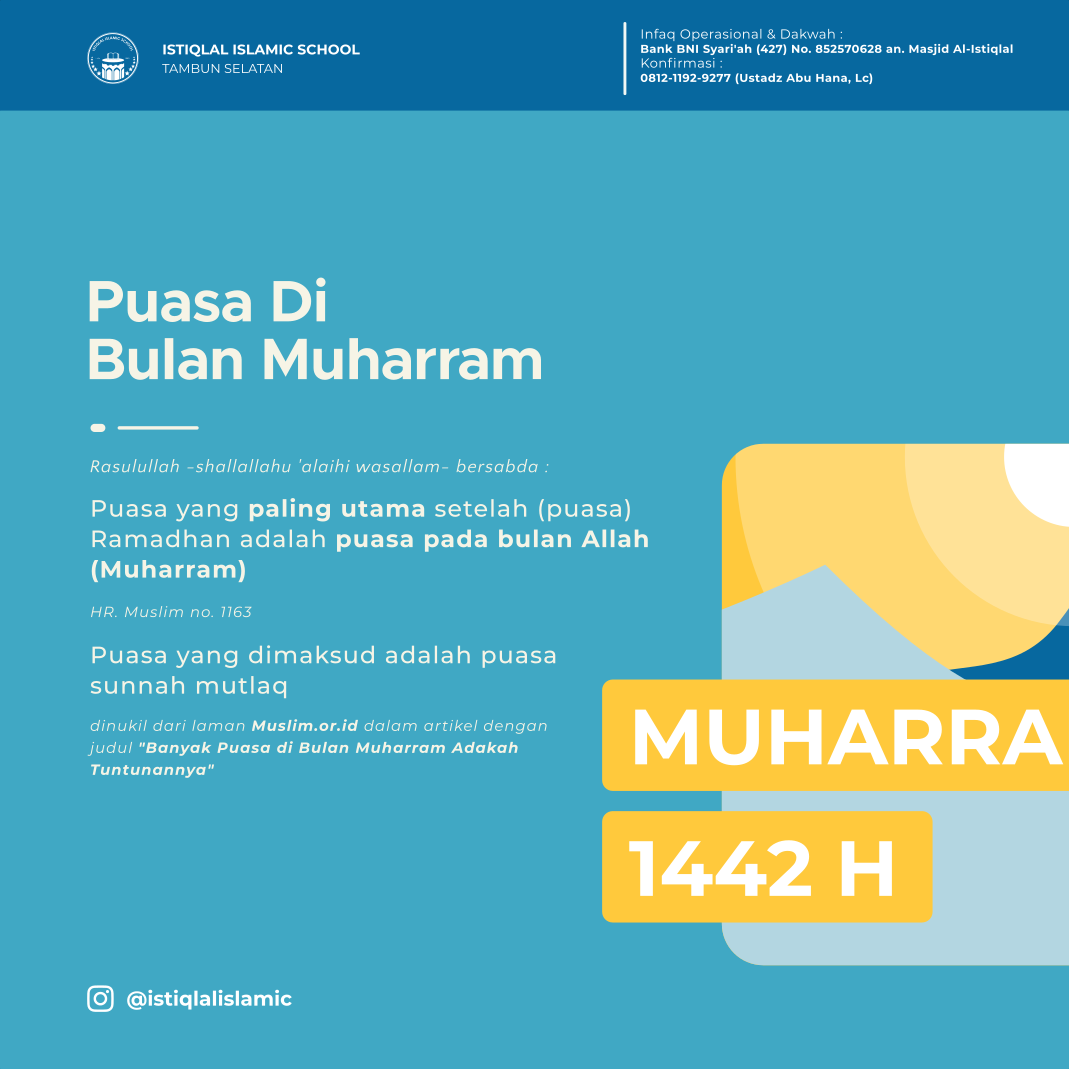 ISTIQLAL ISLAMIC SCHOOL
ISTIQLAL ISLAMIC SCHOOL
TAMBUN SELATAN
Infaq Operasional & Dakwah :
Bank BNI Syari'ah (427) No. 852570628 an. Masjid Al-Istiqlal
Konfirmasi :
0812-1192-9277 (Ustadz Abu Hana, Lc)
Puasa Di
Bulan Muharram
Rasulullah -shallallahu 'alaihi wasallam- bersabda :
Puasa yang paling utama setelah (puasa)
Ramadhan adalah puasa pada bulan Allah
(Muharram)
HR. Muslim no. 1163
Puasa yang dimaksud adalah puasa
sunnah mutlaq
dinukil dari laman Muslim.or.id dalam artikel dengan
judul "Banyak Puasa di Bulan Muharram Adakah
Tuntunannya"
MUHARRA
1442 H
@istiqlalislamic